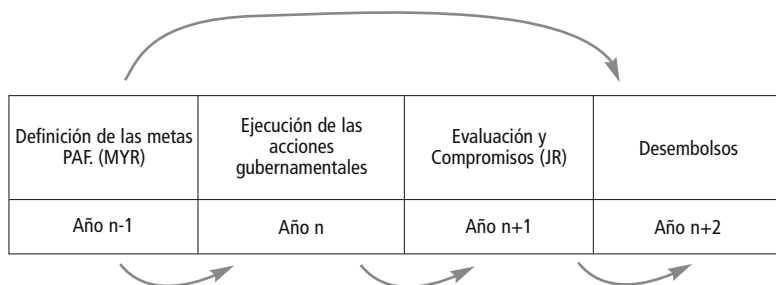 Definición de las metas
PAF. (MYR)
Ejecución de las
acciones
gubernamentales
Evaluación y
Compromisos (JR)
Desembolsos
Año n-1
Año n
Año n+1
Año n+2